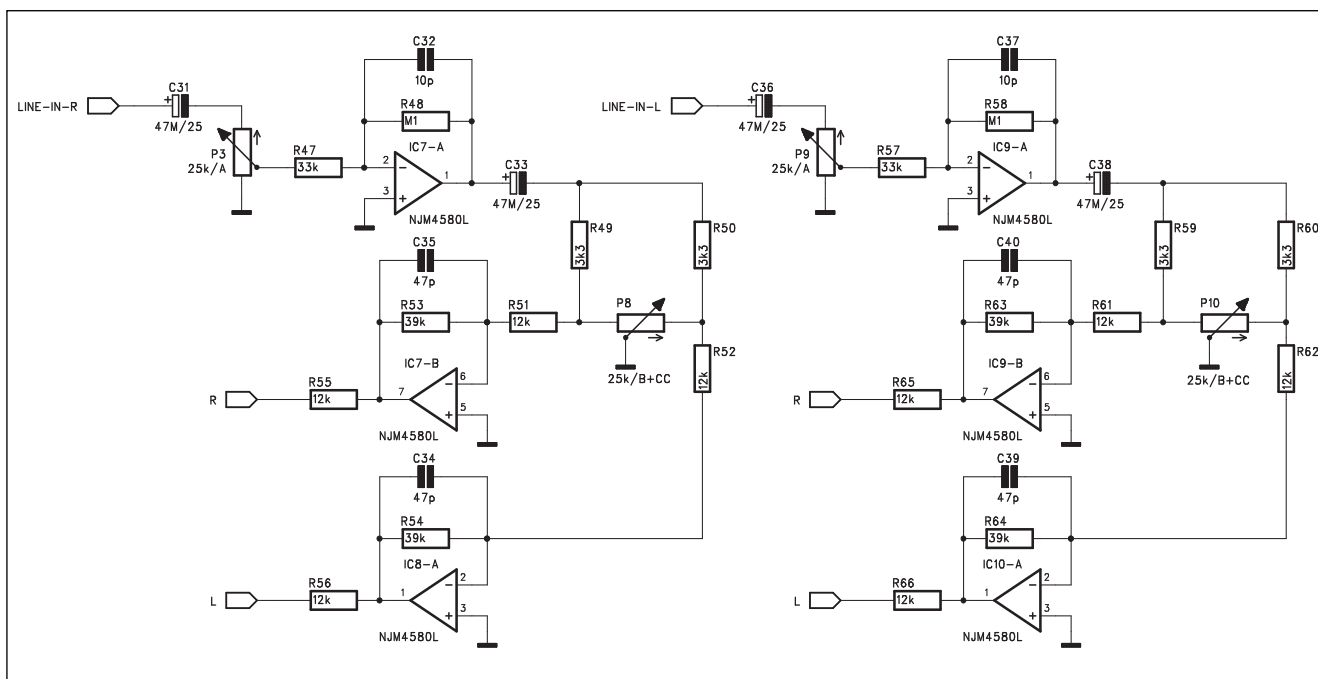 C32
10p
C37
10p
LINE-IN-R
C31
+
47M/25
R48
M1
LINE-IN-L
C36
+
47M/25
R58
M1
P3
25k/A
R47
33k
IC7-A
2
3
1
NJM4580L
C33
+
47M/25
P9
25k/A
R57
33k
IC9-A
2
3
1
NJM4580L
C38
+
47M/25
R49
3k3
R50
3k3
R59
3k3
R60
3k3
C35
47p
R53
39k
R51
12k
P8
25k/B+CC
R52
12k
C40
47p
R63
39k
R61
12k
P10
25k/B+CC
R62
12k
R
R55
12k
IC7-B
7
6
5
NJM4580L
R
R65
12k
IC9-B
7
6
5
NJM4580L
C34
47p
R54
39k
C39
47p
R64
39k
L
R56
12k
IC8-A
1
2
3
NJM4580L
L
R66
12k
IC10-A
1
2
3
NJM4580L